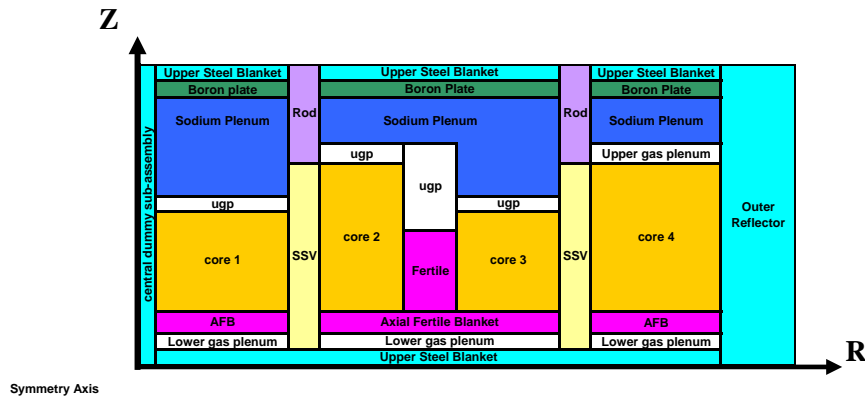 Z
Upper Steel Blanket
Upper Steel Blanket
Upper Steel Blanket
Boron plate
Boron Plate
Boron Plate
Rod
Rod
Sodium Plenum
Sodium Plenum
Sodium Plenum
central dummy sub-assembly
ugp
Upper gas plenum
ugp
ugp
ugp
Outer
Reflector
core 1
SSV
core 2
Fertile
core 3
SSV
core 4
AFB
Axial Fertile Blanket
AFB
Lower gas plenum
Lower gas plenum
Lower gas plenum
Upper Steel Blanket
R
Symmetry Axis